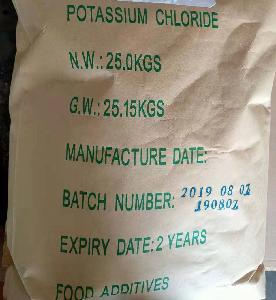 POTASSIUM CHLORIDE
N.W.: 25.0KGS
G.W.: 25.15KGS
MANUFACTURE DATE:
2019 08 02
BATCH NUMBER: 190802
EXPIRY DATE: 2 YEARS
FOOD ADDITIVES